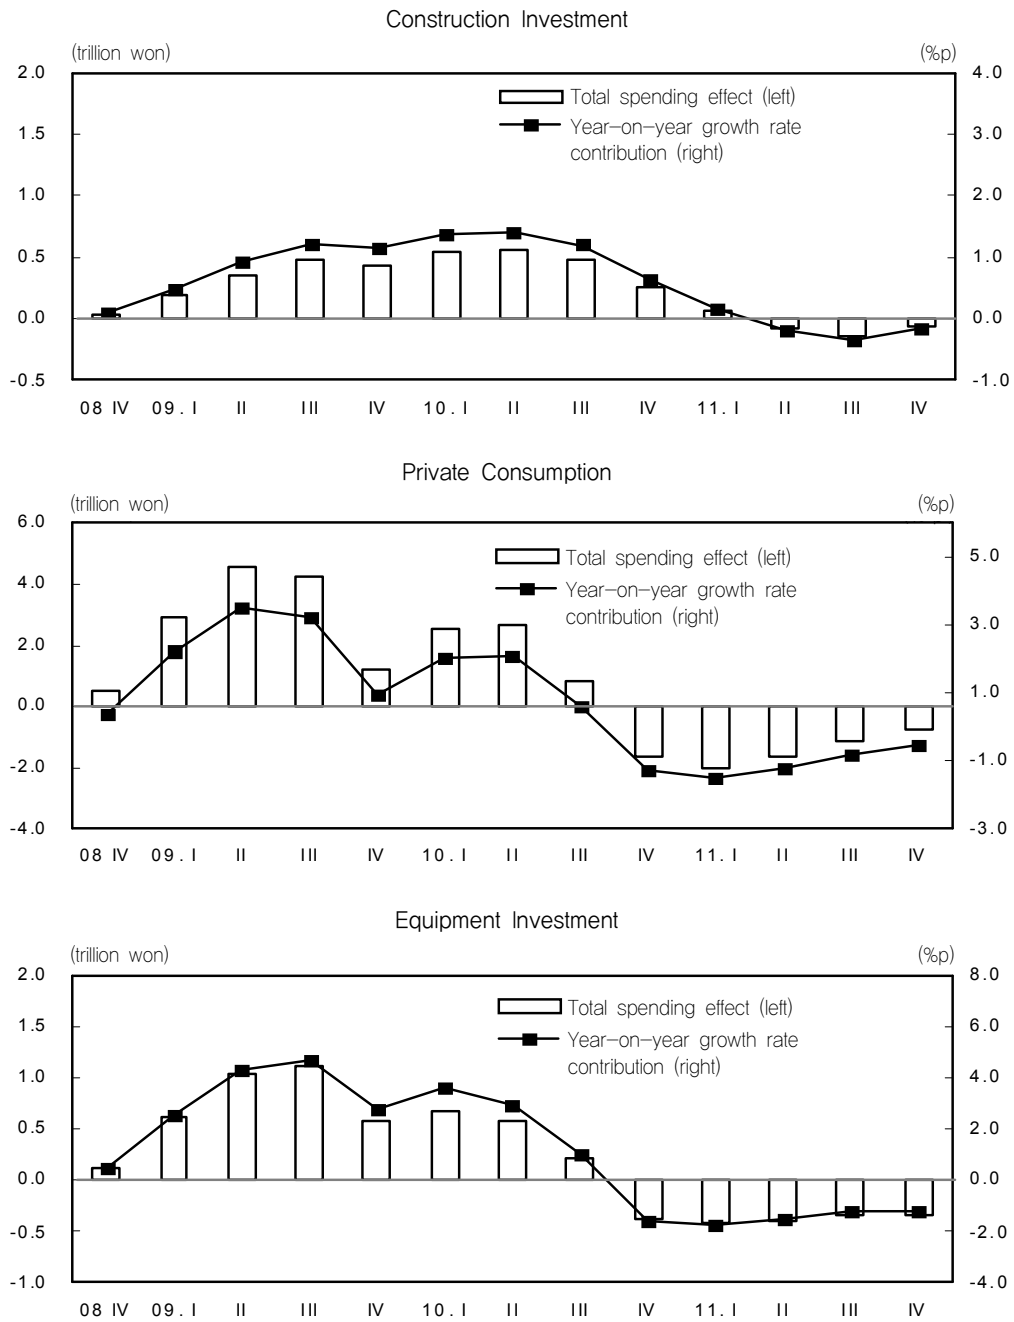 Construction Investment
(trillion won) (%p)
2.0 4.0
Total spending effect (left)
1.5 Year-on-year growth rate 3.0
contribution (right)
1.0 2.0
0.5 1.0
0.0 0.0
-0.5 -1.0
08 IV 09. I II III IV 10. I II III IV 11. I II III IV
Private Consumption
(trillion won) (%p)
6.0
Total spending effect (left) 5.0
4.0
Year-on-year growth rate
contribution (right) 3.0
2.0
1.0
0.0
-1.0
-2.0
-4.0 -3.0
08 IV 09. I II III IV 10. I II III IV 11. I II III IV
Equipment Investment
(trillion won) (%p)
2.0 8.0
Total spending effect (left)
1.5 6.0
Year-on-year growth rate
contribution (right)
1.0 4.0
0.5 2.0
0.0 0.0
-0.5 -2.0
-1.0 -4.0
08 IV 09. I II III IV 10. I II III IV 11. I II III IV